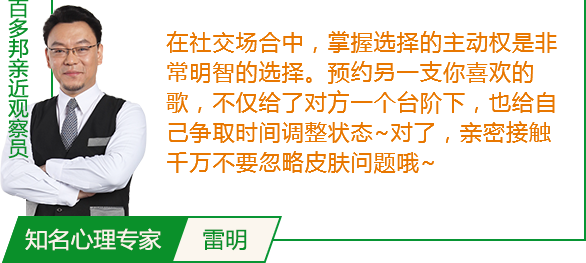 百多邦亲近观察员
在社交场合中，掌握选择的主动权是非
常明智的选择。预约另一支你喜欢的
歌，不仅给了对方一个台阶下，也给自
己争取时间调整状态~对了，亲密接触
千万不要忽略皮肤问题哦~
知名心理专家
雷明